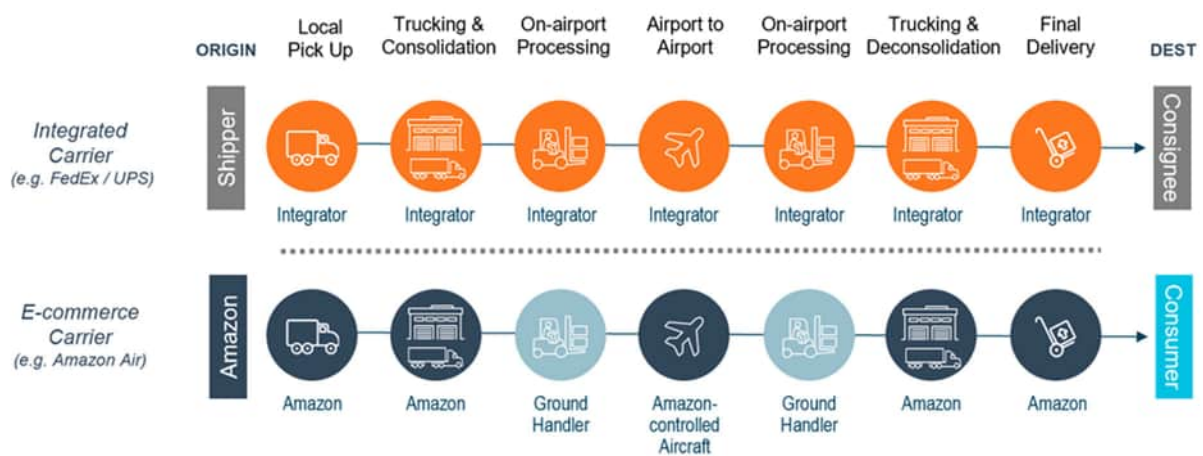 ORIGIN
Local
Pick Up
Trucking &
Consolidation
On-airport
Processing
Airport to
Airport
On-airport
Processing
Trucking &
Deconsolidation
Final
Delivery
DEST
Integrated
Carrier
(e.g. FedEx / UPS)
Shipper
Integrator
Integrator
Integrator
Integrator
Integrator
Integrator
Integrator
Consignee
E-commerce
Carrier
(e.g. Amazon Air)
Amazon
Amazon
Amazon
Ground
Handler
Amazon-
controlled
Aircraft
Ground
Handler
Amazon
Amazon
Consumer